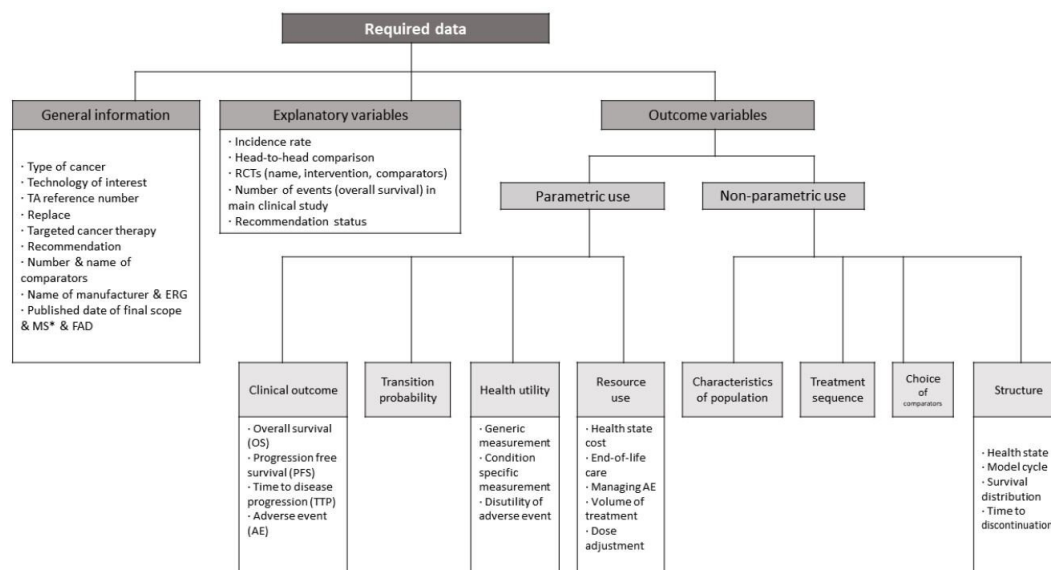 Required data
General information
· Type of cancer
· Technology of interest
· TA reference number
· Replace
· Targeted cancer therapy
· Recommendation
· Number & name of
comparators
· Name of manufacturer & ERG
· Published date of final scope
& MS* & FAD
Explanatory variables
· Incidence rate
· Head-to-head comparison
· RCTs (name, intervention, comparators)
· Number of events (overall survival) in
main clinical study
· Recommendation status
Outcome variables
Parametric use
Non-parametric use
Clinical outcome
· Overall survival
(OS)
· Progression free
survival (PFS)
· Time to disease
progression (TTP)
· Adverse event
(AE)
Transition
probability
Health utility
· Generic
measurement
· Condition
specific
measurement
· Disutility of
adverse event
Resource
use
· Health state
cost
· End-of-life
care
· Managing AE
· Volume of
treatment
· Dose
adjustment
Characteristics
of population
Treatment
sequence
Choice
of
comparators
Structure
· Health state
· Model cycle
· Survival
distribution
· Time to
discontinuation